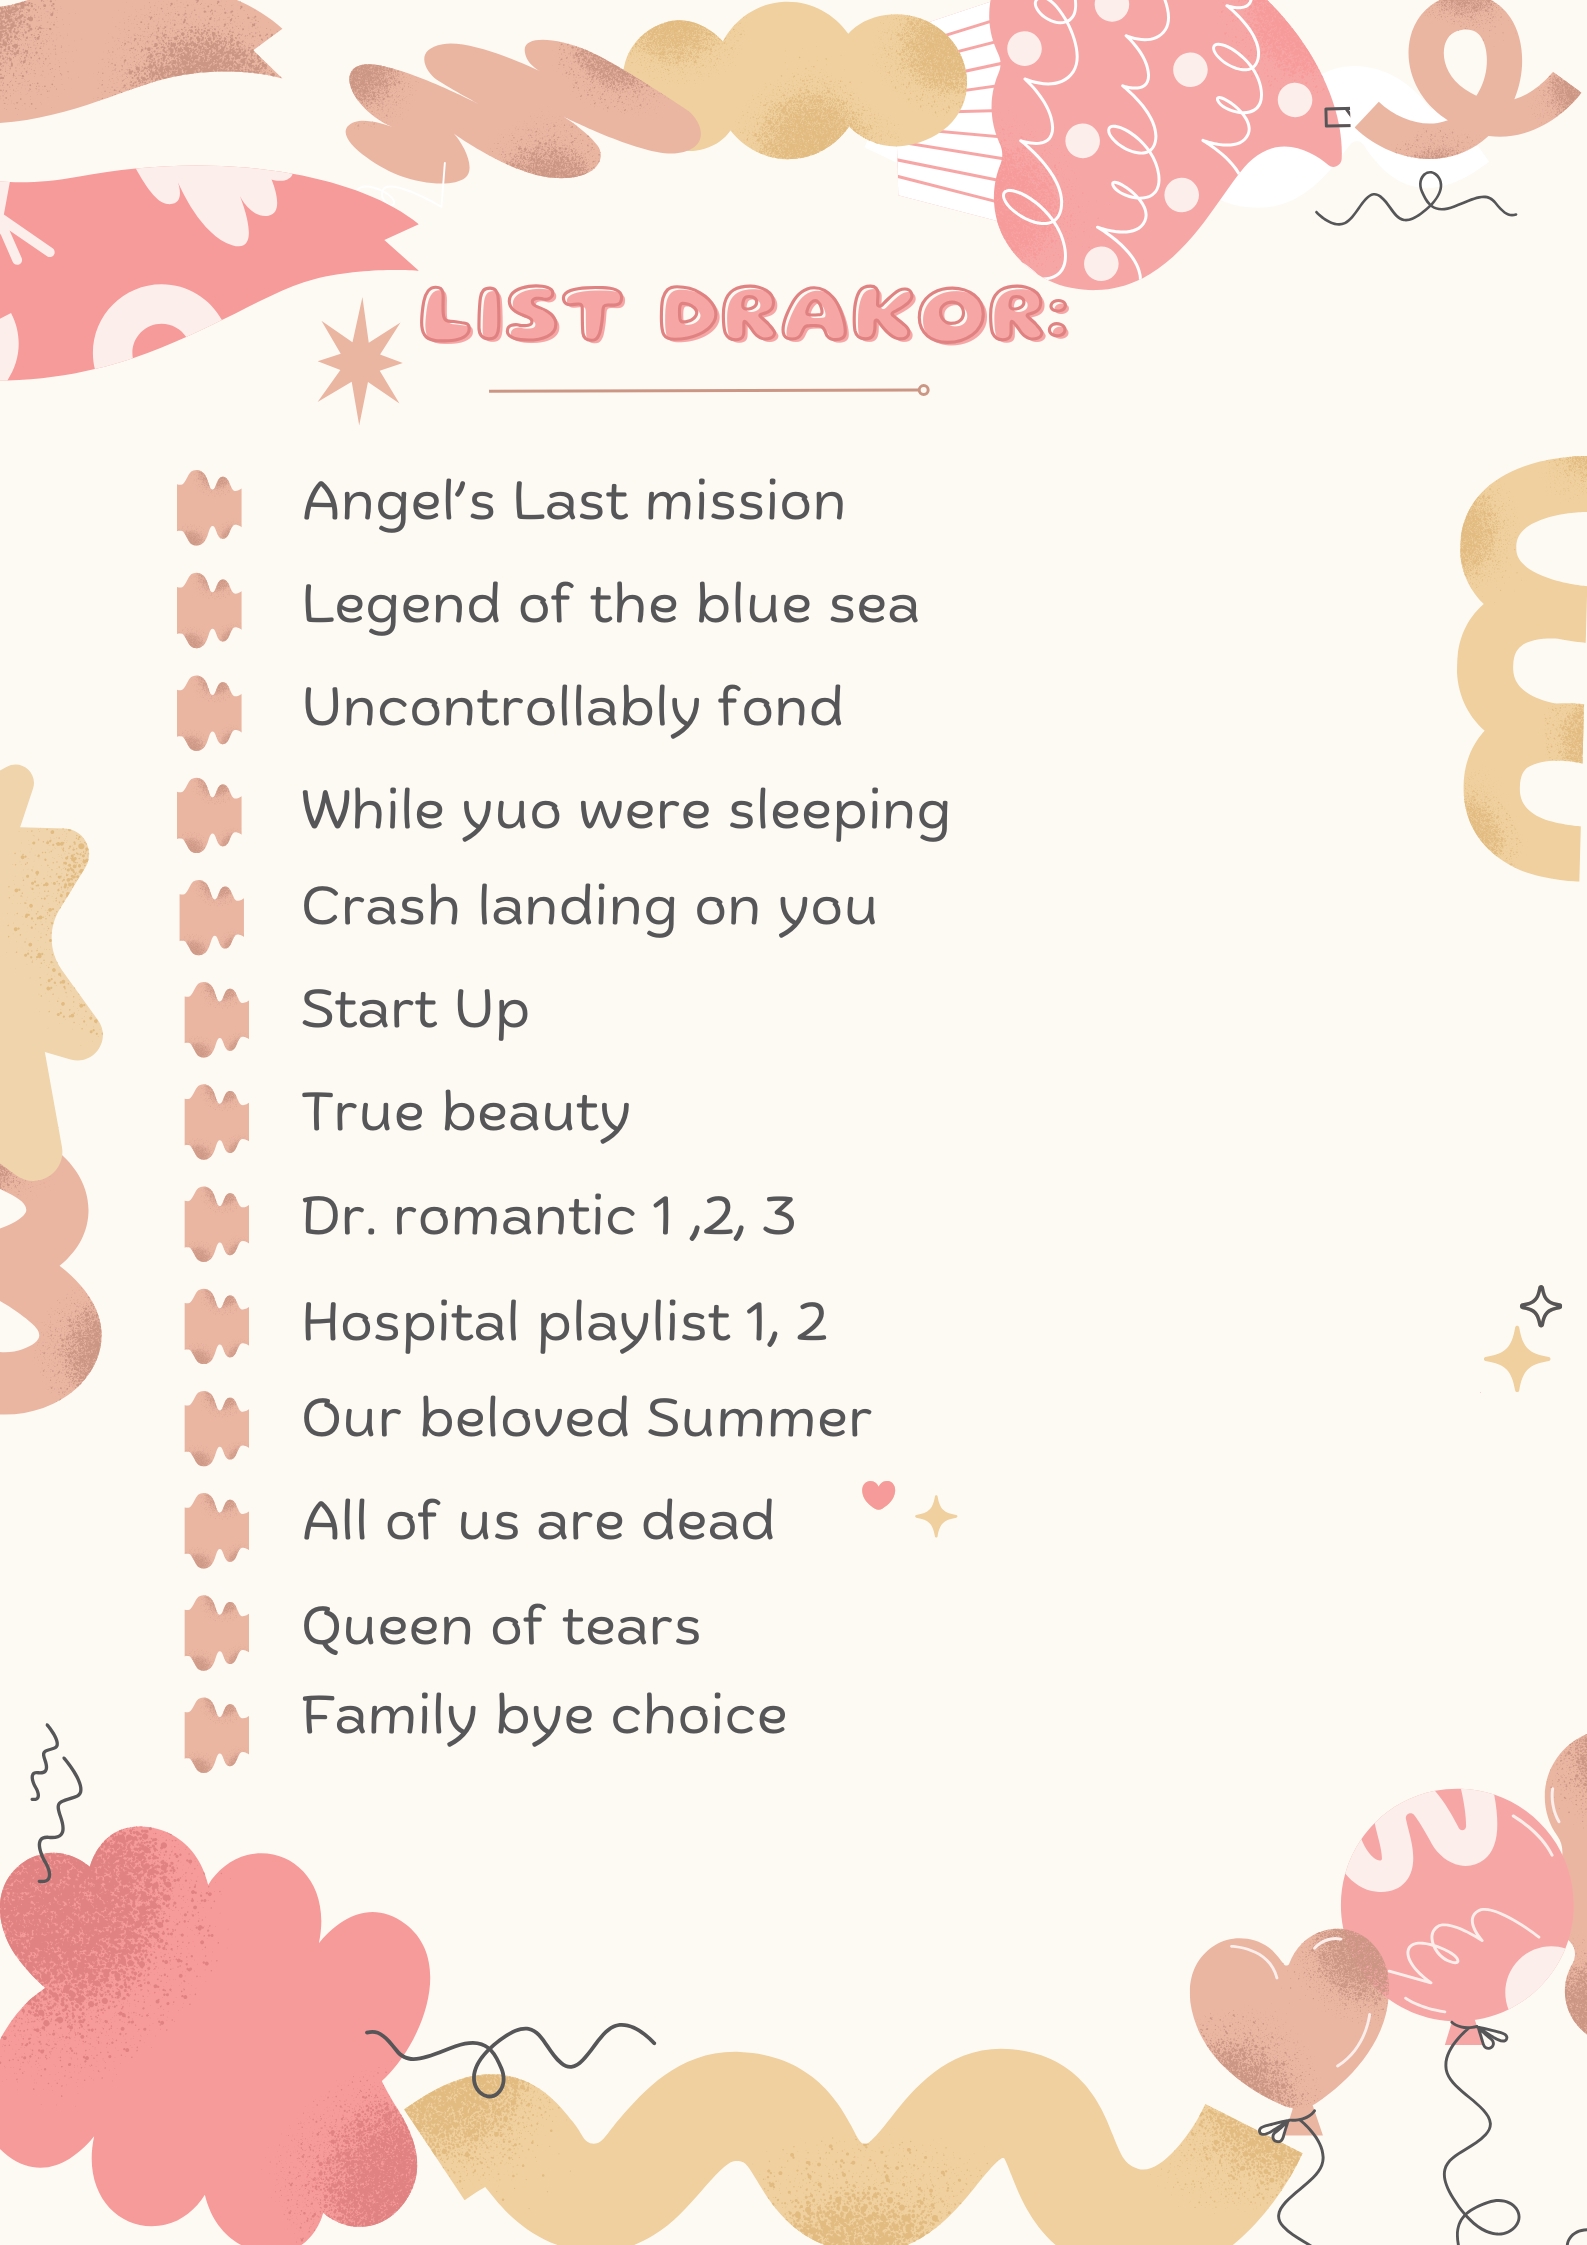 LIST DRAKOR:
Angel's Last mission
Legend of the blue sea
Uncontrollably fond
While yuo were sleeping
Crash landing on you
Start Up
True beauty
Dr. romantic 1 ,2, 3
Hospital playlist 1, 2
Our beloved Summer
All of us are dead
Queen of tears
Family bye choice